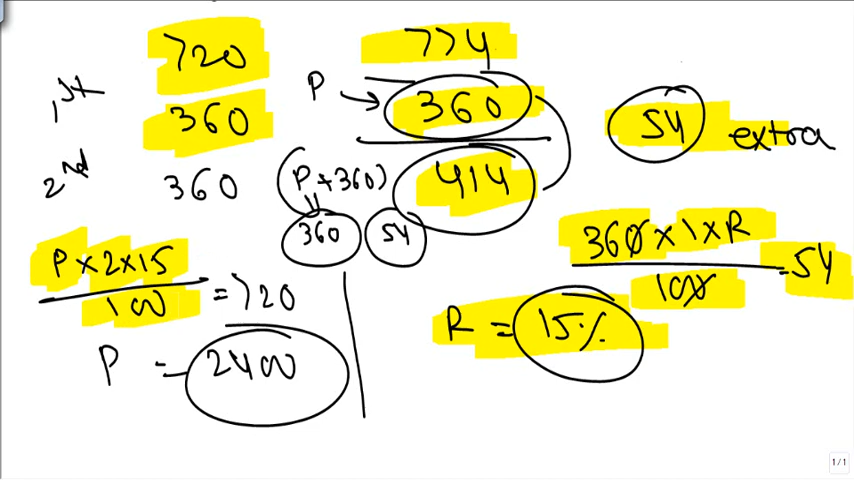 720 774
1st 360 P → 360 54 extra
2nd 360 (P+360) 414
360 54
P×2×15 / 100 = 720
360×1×R / 100 = 54
R = 15%
P = 2400
1/1